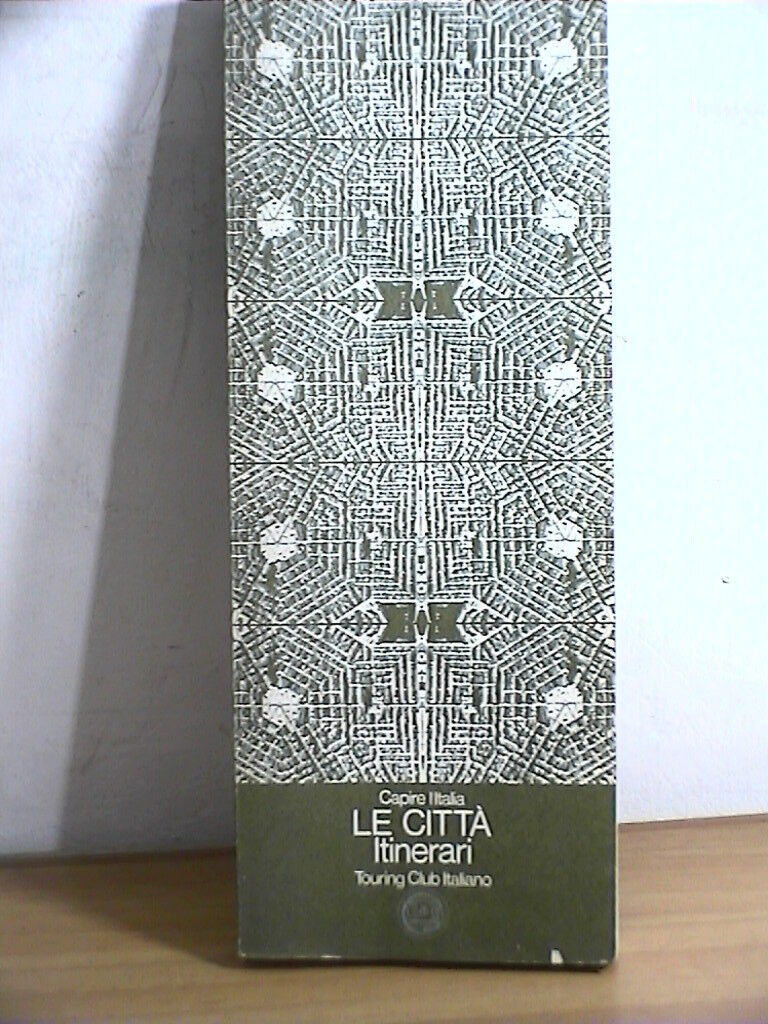 Capire l'Italia
LE CITTÀ
Itinerari
Touring Club Italiano